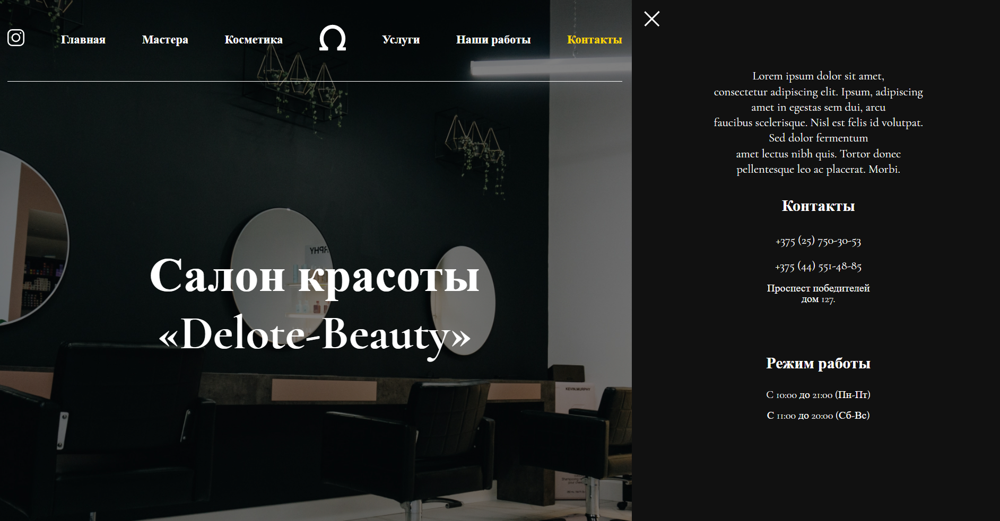 Главная
Мастера
Косметика
Услуги
Наши работы
Контакты
Салон красоты
«Delote-Beauty»
KEVIN.MURPHY
Lorem ipsum dolor sit amet,
consectetur adipiscing elit. Ipsum, adipiscing
amet in egestas sem dui, arcu
faucibus scelerisque. Nisl est felis id volutpat.
Sed dolor fermentum
amet lectus nibh quis. Tortor donec
pellentesque leo ac placerat. Morbi.
Контакты
+375 (25) 750-30-53
+375 (44) 551-48-85
Проспест победителей
дом 127.
Режим работы
С 10:00 до 21:00 (Пн-Пт)
С 11:00 до 20:00 (Сб-Вс)